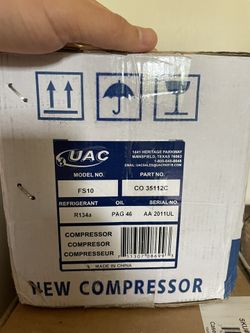 UAC
1441 HERITAGE PARKWAY
MANSFIELD, TEXAS 76063
MODEL NO.
PART NO.
FS10
CO 35112C
REFRIGERANT
OIL
SERIAL NO.
R134a
PAG 46
AA 2011UL
COMPRESSOR
COMPRESOR
COMPRESSEUR
MADE IN CHINA
NEW COMPRESSOR